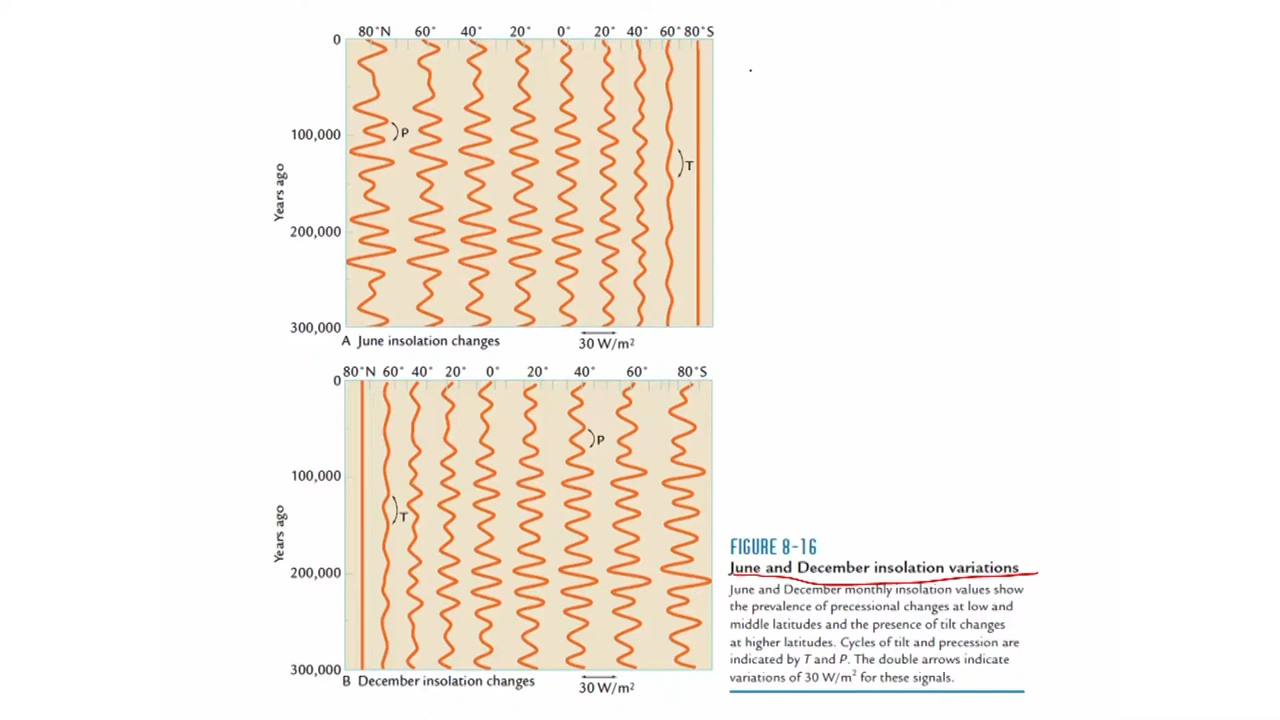 80°N 60° 40° 20° 0° 20° 40° 60° 80°S
0
100,000
200,000
300,000
Years ago
P
T
A June insolation changes
30 W/m²
80°N 60° 40° 20° 0° 20° 40° 60° 80°S
0
100,000
200,000
300,000
Years ago
P
T
B December insolation changes
30 W/m²
FIGURE 8-16
June and December insolation variations
June and December monthly insolation values show
the prevalence of precessional changes at low and
middle latitudes and the presence of tilt changes
at higher latitudes. Cycles of tilt and precession are
indicated by T and P. The double arrows indicate
variations of 30 W/m² for these signals.